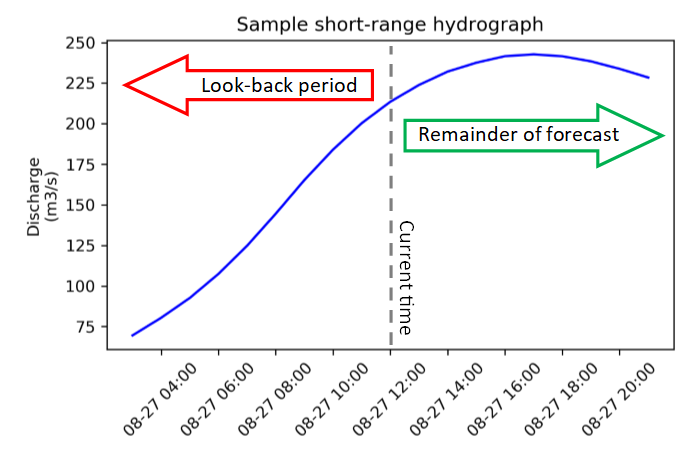 Sample short-range hydrograph
250
225
200
175
150
125
100
75
Discharge
(m3/s)
Look-back period
Remainder of forecast
Current time
08-27 04:00
08-27 06:00
08-27 08:00
08-27 10:00
08-27 12:00
08-27 14:00
08-27 16:00
08-27 18:00
08-27 20:00